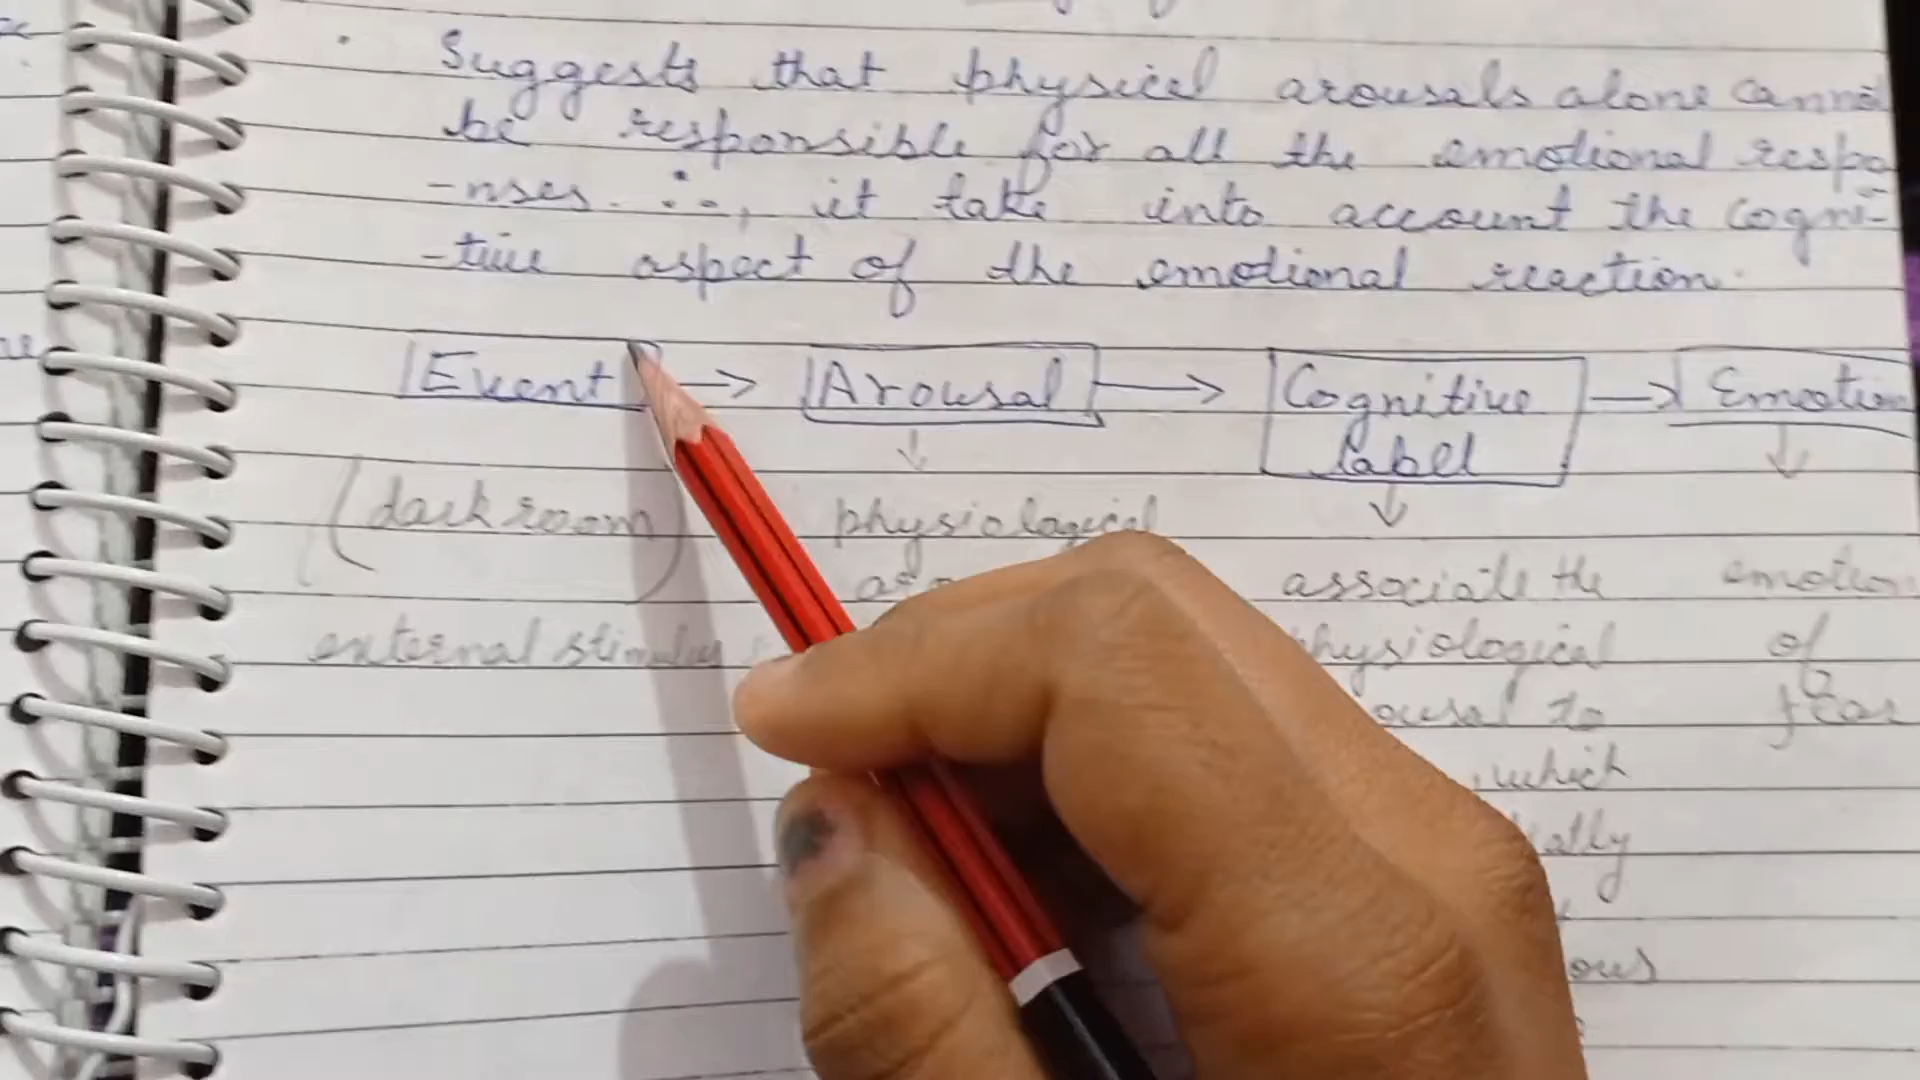 . Suggests that physical arousals alone
be responsible for all the emotional respo
-nses. ∴, it take into account the Cogni-
-tive aspect of the emotional reaction.
Event → Arousal → Cognitive label → Emotion
(dark room)
external
physiological
associate the
physiological
to
, which
emotion
of
fear